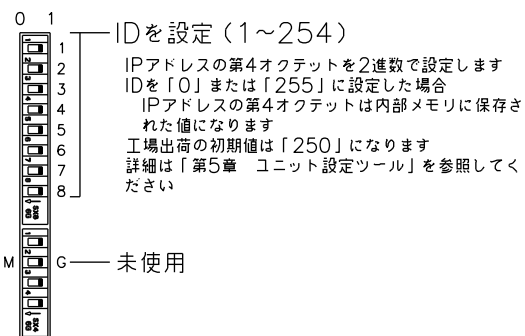 0 1
IDを設定（1～254）
1
2
3
4
5
6
7
8
IPアドレスの第4オクテットを2進数で設定します
IDを「0」または「255」に設定した場合
IPアドレスの第4オクテットは内部メモリに保存さ
れた値になります
工場出荷の初期値は「250」になります
詳細は「第5章 ユニット設定ツール」を参照してく
ださい
M
G
未使用